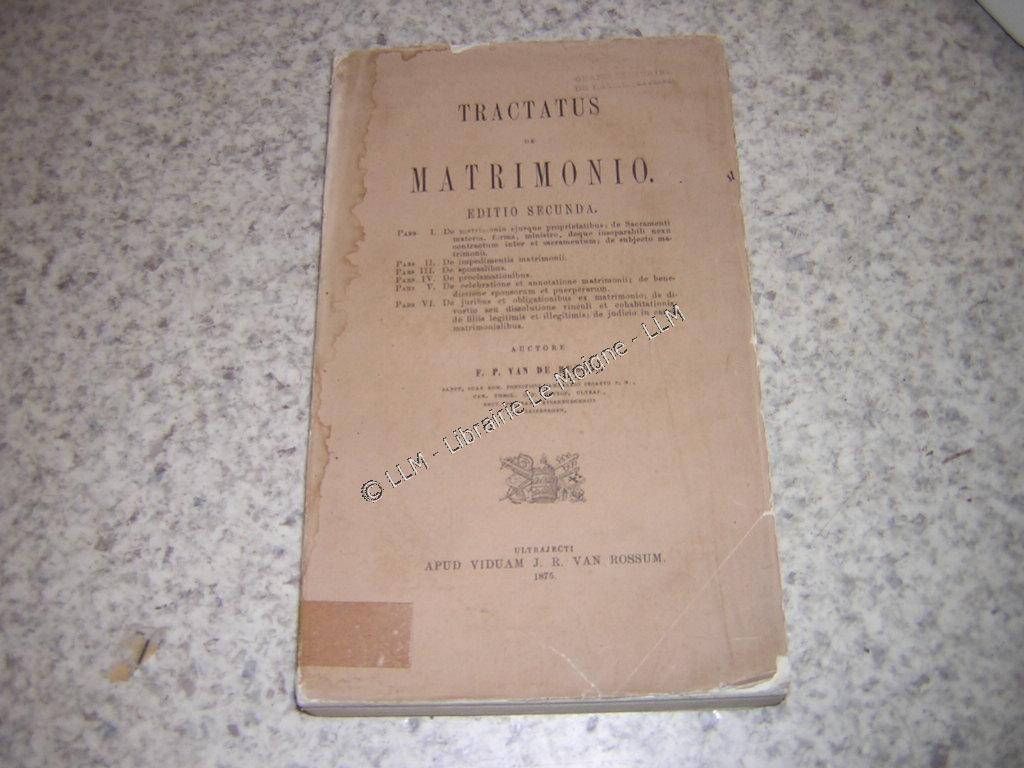 TRACTATUS
DE
MATRIMONIO.
EDITIO SECUNDA.
PARS I. De matrimonio ejusque proprietatibus; de Sacramenti
materia, forma, ministro, deque inseparabili nexu
contractum inter et sacramentum; de subjecto ma-
trimonii.
PARS II. De impedimentis matrimonii.
PARS III. De sponsalibus.
PARS IV. De proclamationibus.
PARS V. De celebratione et annotatione matrimonii; de bene-
dictione sponsorum et puerperarum.
PARS VI. De juribus et obligationibus ex matrimonio; de di-
vortio seu dissolutione vinculi et cohabitationis;
de filiis legitimis et illegitimis; de judicio in
matrimonialibus.
AUCTORE
F. P. VAN DE
© LLM - Librairie Le Moigne - LLM
ULTRAJECTI
APUD VIDUAM J. R. VAN ROSSUM.
1875.